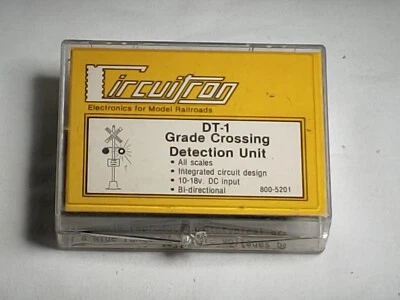 Circuitron
Electronics for Model Railroads
DT-1
Grade Crossing
Detection Unit
• All scales
• Integrated circuit design
• 10-18v. DC input
• Bi-directional
800-5201